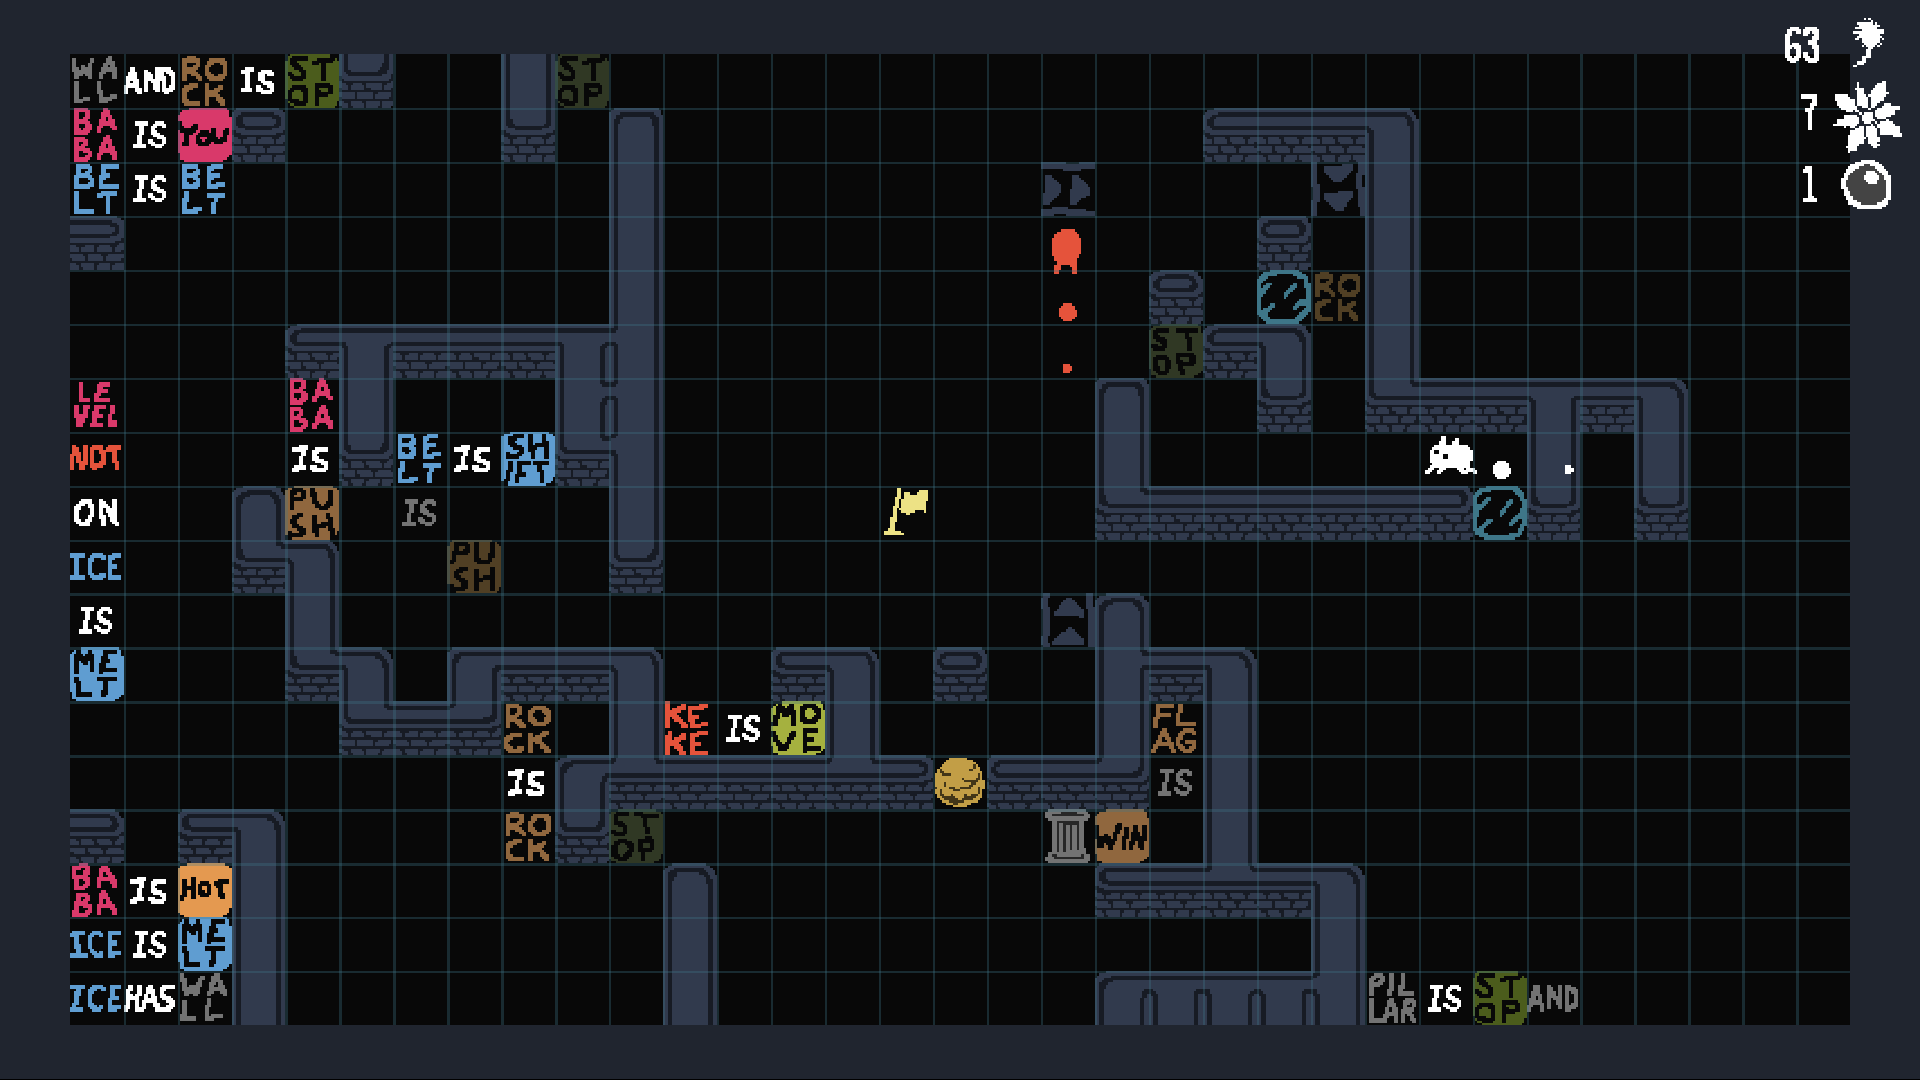 63
WALL AND ROCK IS STOP STOP
7
BABA IS YOU
1
BELT IS BELT
ROCK
STOP
LEVEL BABA
NOT IS BELT IS SHIFT
ON PUSH IS
ICE PUSH
IS
MELT
ROCK KEKE IS MOVE FLAG
IS IS
ROCK STOP WIN
BABA IS HOT
ICE IS MELT
ICE HAS WALL PILLAR IS STOP AND